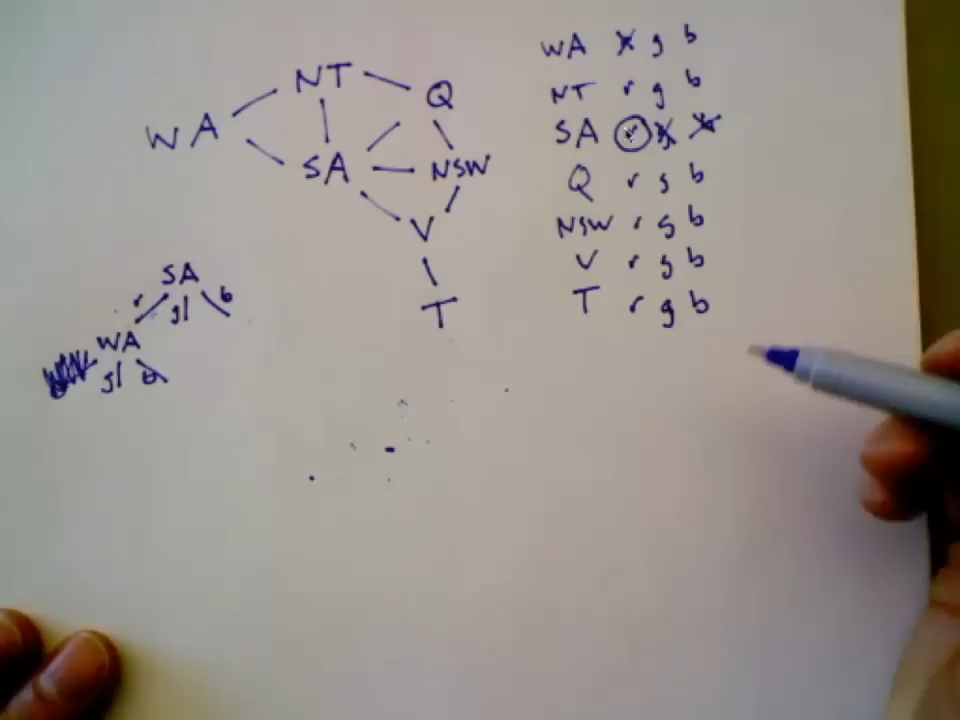 NT
Q
WA
SA
NSW
V
T
SA
r g b
WA
g
WA r g b
NT r g b
SA r g b
Q r g b
NSW r g b
V r g b
T r g b